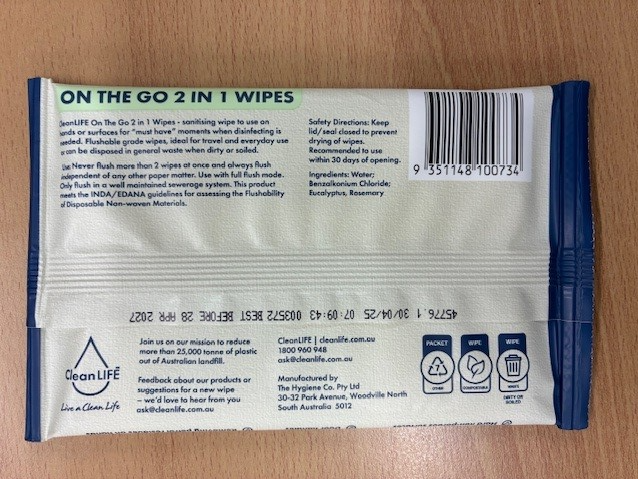 ON THE GO 2 IN 1 WIPES
CleanLIFE On The Go 2 in 1 Wipes - sanitising wipe to use on
hands or surfaces for "must have" moments when disinfecting is
needed. Flushable grade wipes, ideal for travel and everyday use
or can be disposed in general waste when dirty or soiled.
Use: Never flush more than 2 wipes at once and always flush
independent of any other paper matter. Use with full flush mode.
Only flush in a well maintained sewerage system. This product
meets the INDA/EDANA guidelines for assessing the Flushability
of Disposable Non-woven Materials.
Safety Directions: Keep
lid/seal closed to prevent
drying of wipes.
Recommended to use
within 30 days of opening.
Ingredients: Water;
Benzalkonium Chloride;
Eucalyptus, Rosemary
9 351148 100734
45776.1 30/04/25 07:09:43 003572 BEST BEFORE 28 APR 2027
CleanLIFE
Live a Clean Life
Join us on our mission to reduce
more than 25,000 tonne of plastic
out of Australian landfill.
Feedback about our products or
suggestions for a new wipe
– we'd love to hear from you
ask@cleanlife.com.au
CleanLIFE | cleanlife.com.au
1800 960 948
ask@cleanlife.com.au
Manufactured by
The Hygiene Co. Pty Ltd
30-32 Park Avenue, Woodville North
South Australia 5012
PACKET
7
OTHER
WIPE
COMPOSTABLE
WIPE
WASTE
DIRTY OR
SOILED